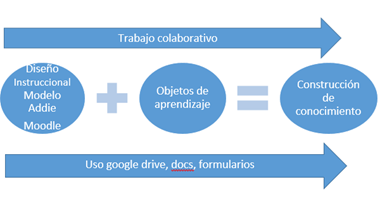 Trabajo colaborativo
Diseño
Instruccional
Modelo
Addie
Moodle
Objetos de
aprendizaje
Construcción
de
conocimiento
Uso google drive, docs, formularios